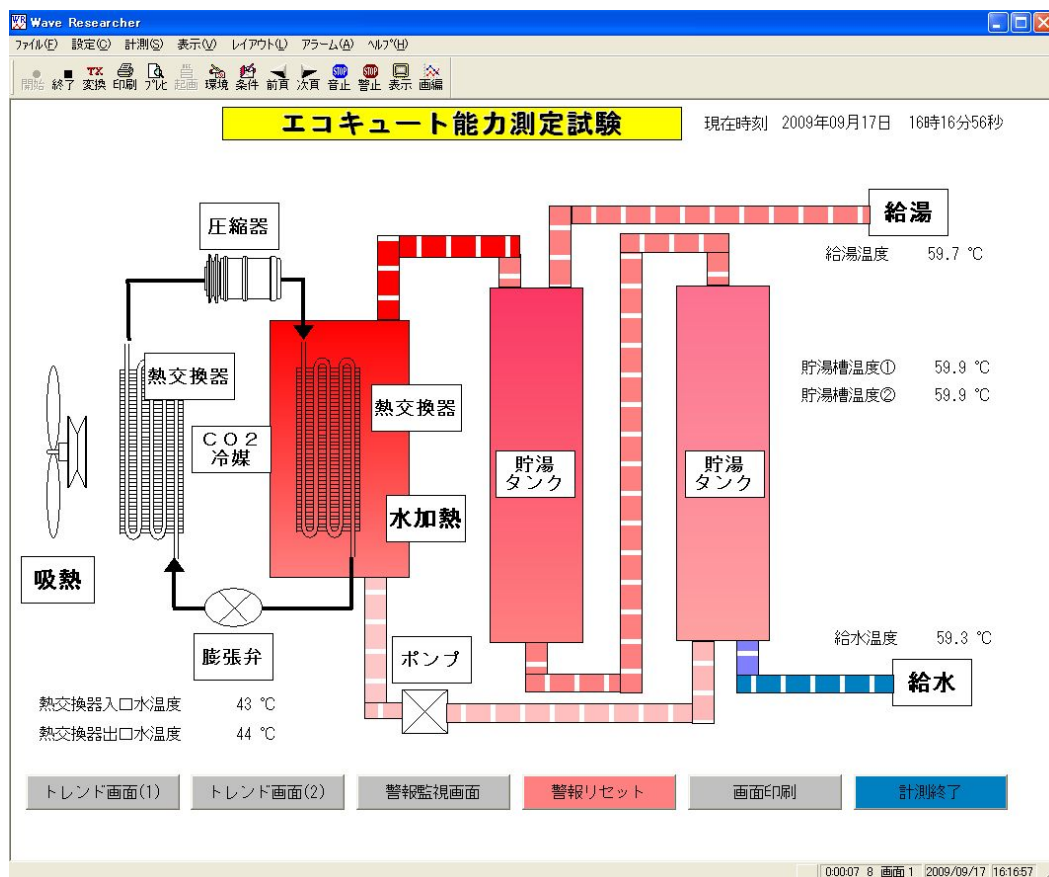 Wave Researcher
ファイル(F) 設定(C) 計測(S) 表示(V) レイアウト(L) アラーム(A) ヘルプ(H)
開始 終了 変換 印刷 プレビ 起画 環境 条件 前頁 次頁 音止 警止 表示 画編
エコキュート能力測定試験
現在時刻 2009年09月17日 16時16分56秒
圧縮器
給湯
給湯温度 59.7 ℃
熱交換器
熱交換器
貯湯槽温度① 59.9 ℃
貯湯槽温度② 59.9 ℃
CO2
冷媒
貯湯
タンク
貯湯
タンク
水加熱
吸熱
膨張弁
ポンプ
給水温度 59.3 ℃
給水
熱交換器入口水温度 43 ℃
熱交換器出口水温度 44 ℃
トレンド画面(1) トレンド画面(2) 警報監視画面 警報リセット 画面印刷 計測終了
0:00:07 8 画面 1 2009/09/17 16:16:57